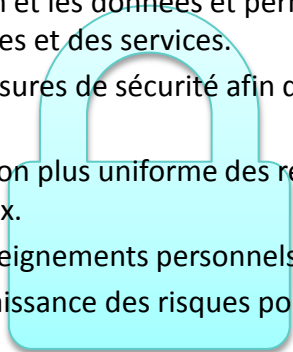 n et les données et perm
es et des services.
sures de sécurité afin d
on plus uniforme des re
x.
eignements personnels
issance des risques po